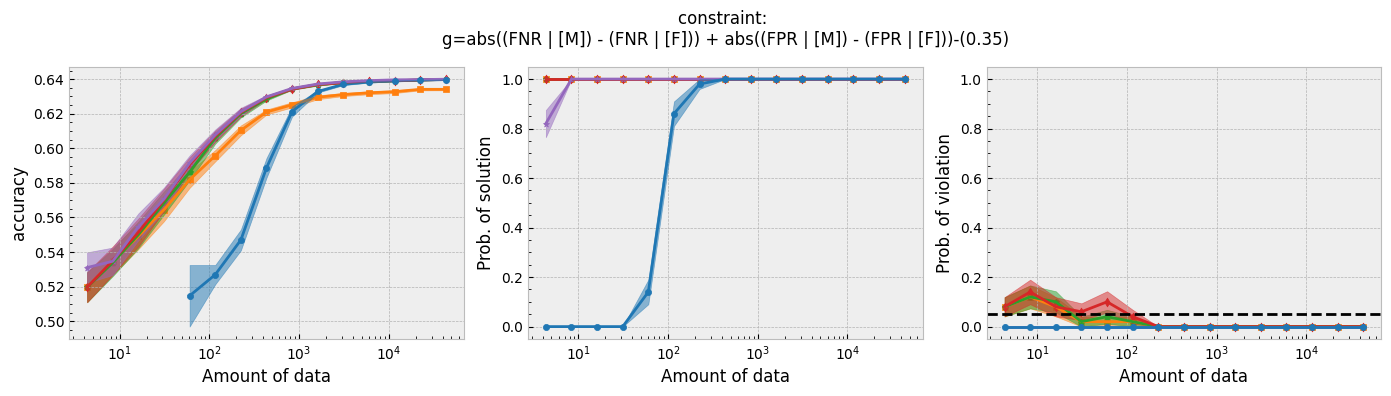 constraint:
g=abs((FNR | [M]) - (FNR | [F])) + abs((FPR | [M]) - (FPR | [F]))-(0.35)
accuracy
0.64
0.62
0.60
0.58
0.56
0.54
0.52
0.50
10¹ 10² 10³ 10⁴
Amount of data
Prob. of solution
1.0
0.8
0.6
0.4
0.2
0.0
10¹ 10² 10³ 10⁴
Amount of data
Prob. of violation
1.0
0.8
0.6
0.4
0.2
0.0
10¹ 10² 10³ 10⁴
Amount of data